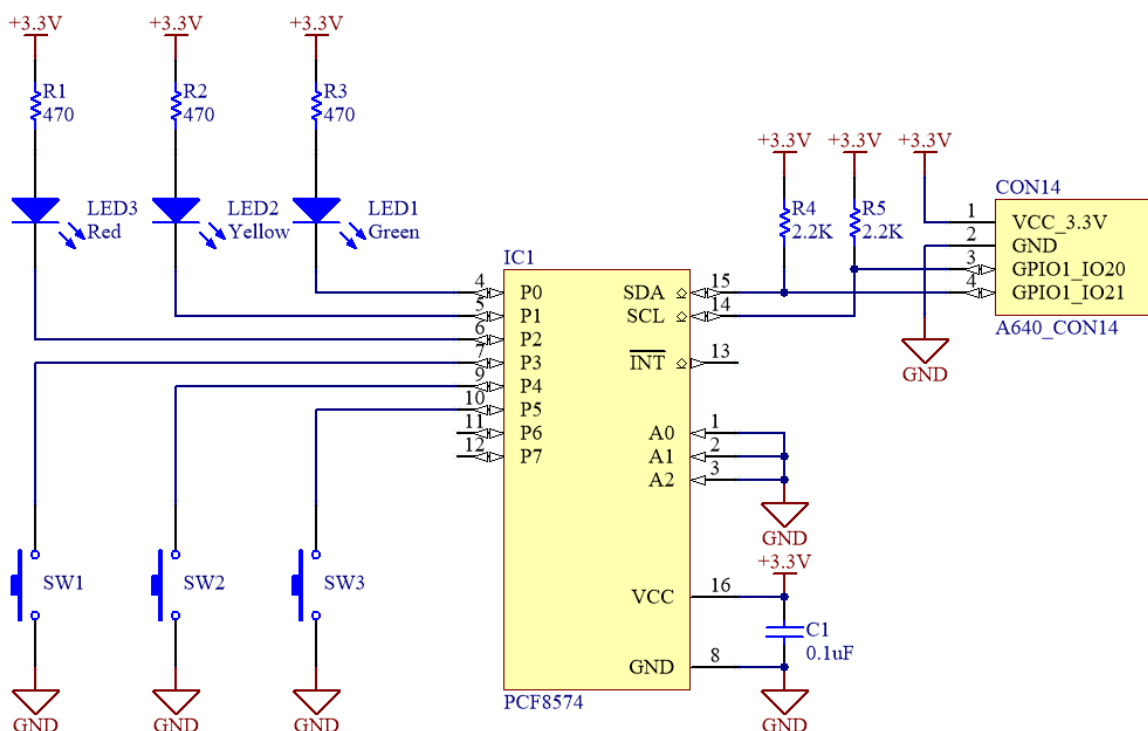 +3.3V
+3.3V
+3.3V
R1
470
R2
470
R3
470
LED3
Red
LED2
Yellow
LED1
Green
+3.3V
+3.3V
+3.3V
R4
2.2K
R5
2.2K
CON14
1
VCC_3.3V
2
GND
3
GPIO1_IO20
4
GPIO1_IO21
A640_CON14
GND
IC1
4
P0
5
P1
6
P2
7
P3
9
P4
10
P5
11
P6
12
P7
SDA
15
SCL
14
INT
13
A0
1
A1
2
A2
3
GND
+3.3V
VCC
16
C1
0.1uF
GND
8
GND
PCF8574
SW1
SW2
SW3
GND
GND
GND